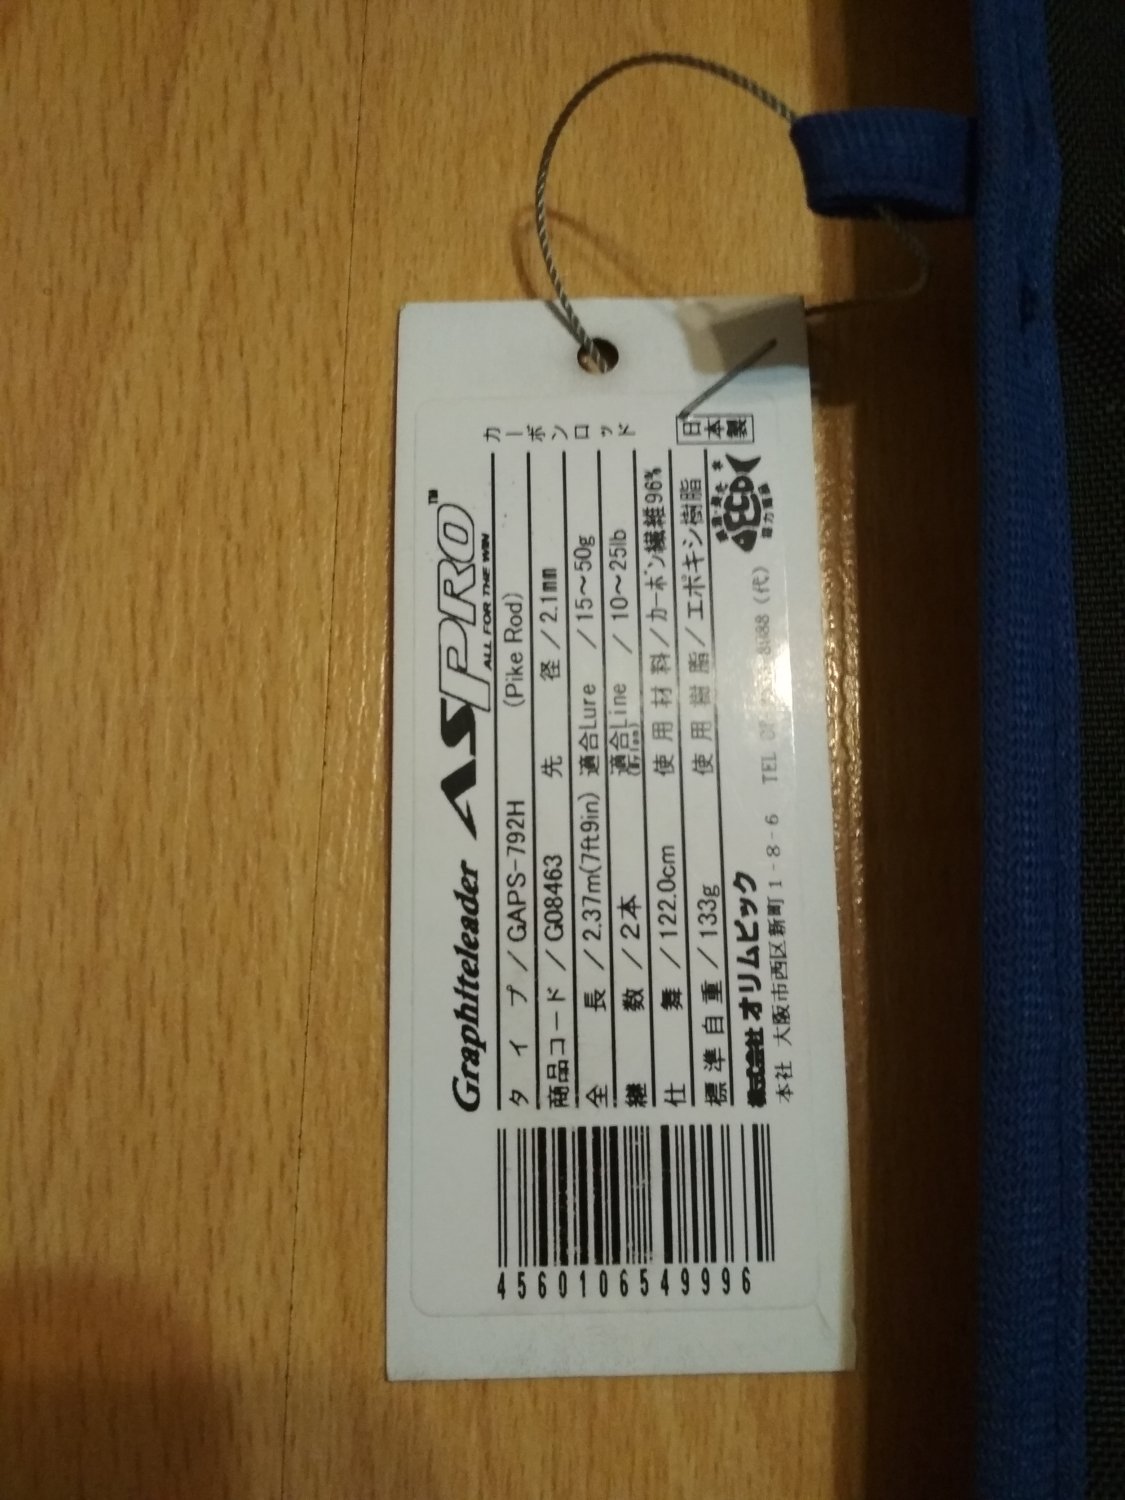 Graphiteleader ASPRO™
ALL FOR THE WIN
カーボンロッド
タイプ／GAPS-792H (Pike Rod)
商品コード／G08463 先径／2.1mm
全長／2.37m(7ft9in) 適合Lure／15～50g
継数／2本 適合Line／10～25lb
仕舞／122.0cm 使用材料／カーボン繊維96%
標準自重／133g 使用樹脂／エポキシ樹脂
日本製
株式会社オリムピック
本社 大阪市西区新町1-8-6 TEL (代)
4560106549996